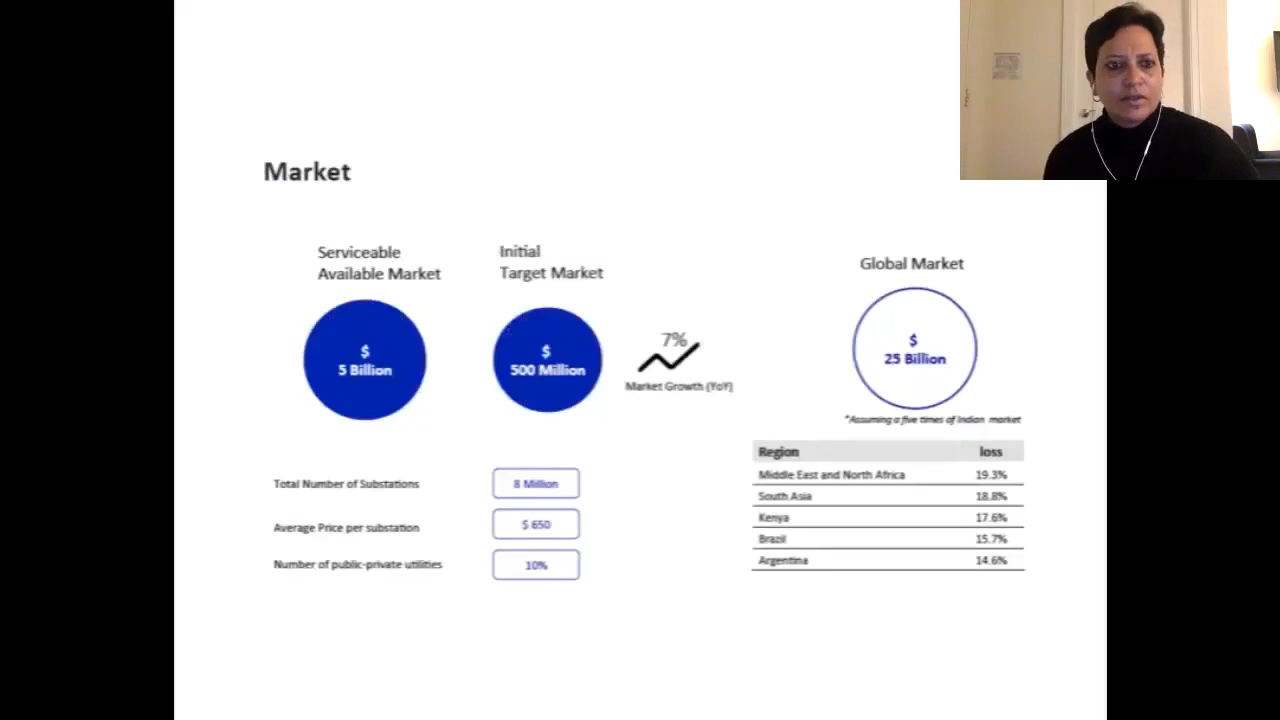 Market
Serviceable
Available Market
Initial
Target Market
Global Market
$
5 Billion
$
500 Million
7%
Market Growth (YoY)
$
25 Billion
*Assuming a five times of Indian market
Total Number of Substations
8 Million
Average Price per substation
$ 650
Number of public-private utilities
10%
Region loss
Middle East and North Africa 19.3%
South Asia 18.8%
Kenya 17.6%
Brazil 15.7%
Argentina 14.6%